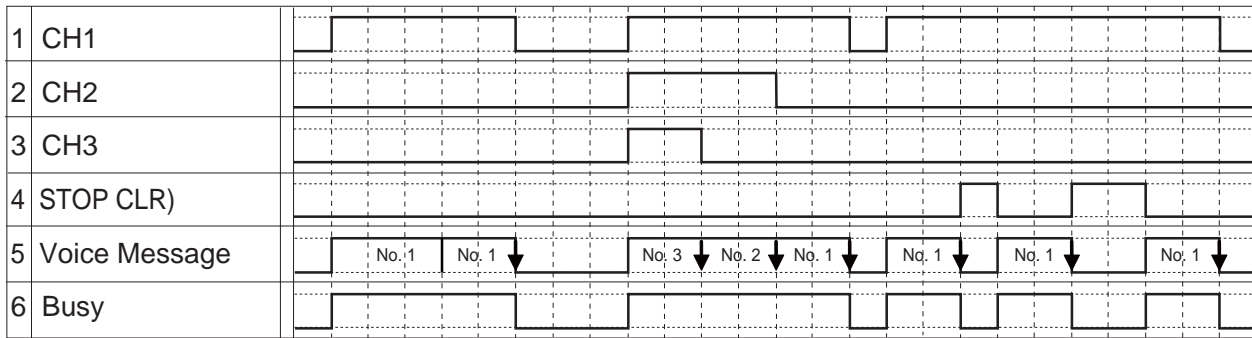 1 CH1
2 CH2
3 CH3
4 STOP CLR)
5 Voice Message No. 1 No. 1 No. 3 No. 2 No. 1 No. 1 No. 1 No. 1
6 Busy